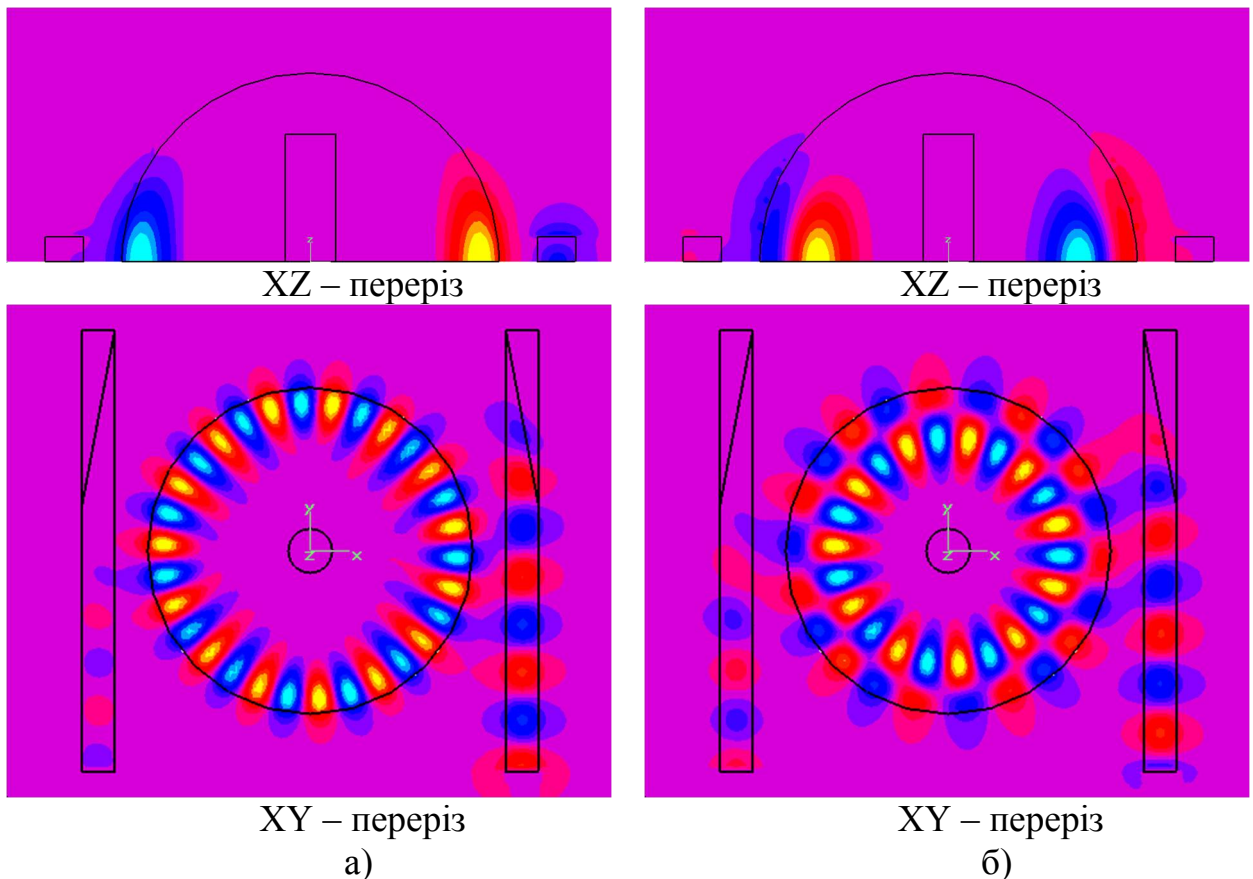 z
z
XZ – переріз
XZ – переріз
Y
Z
x
Y
Z
x
XY – переріз
XY – переріз
а)
б)